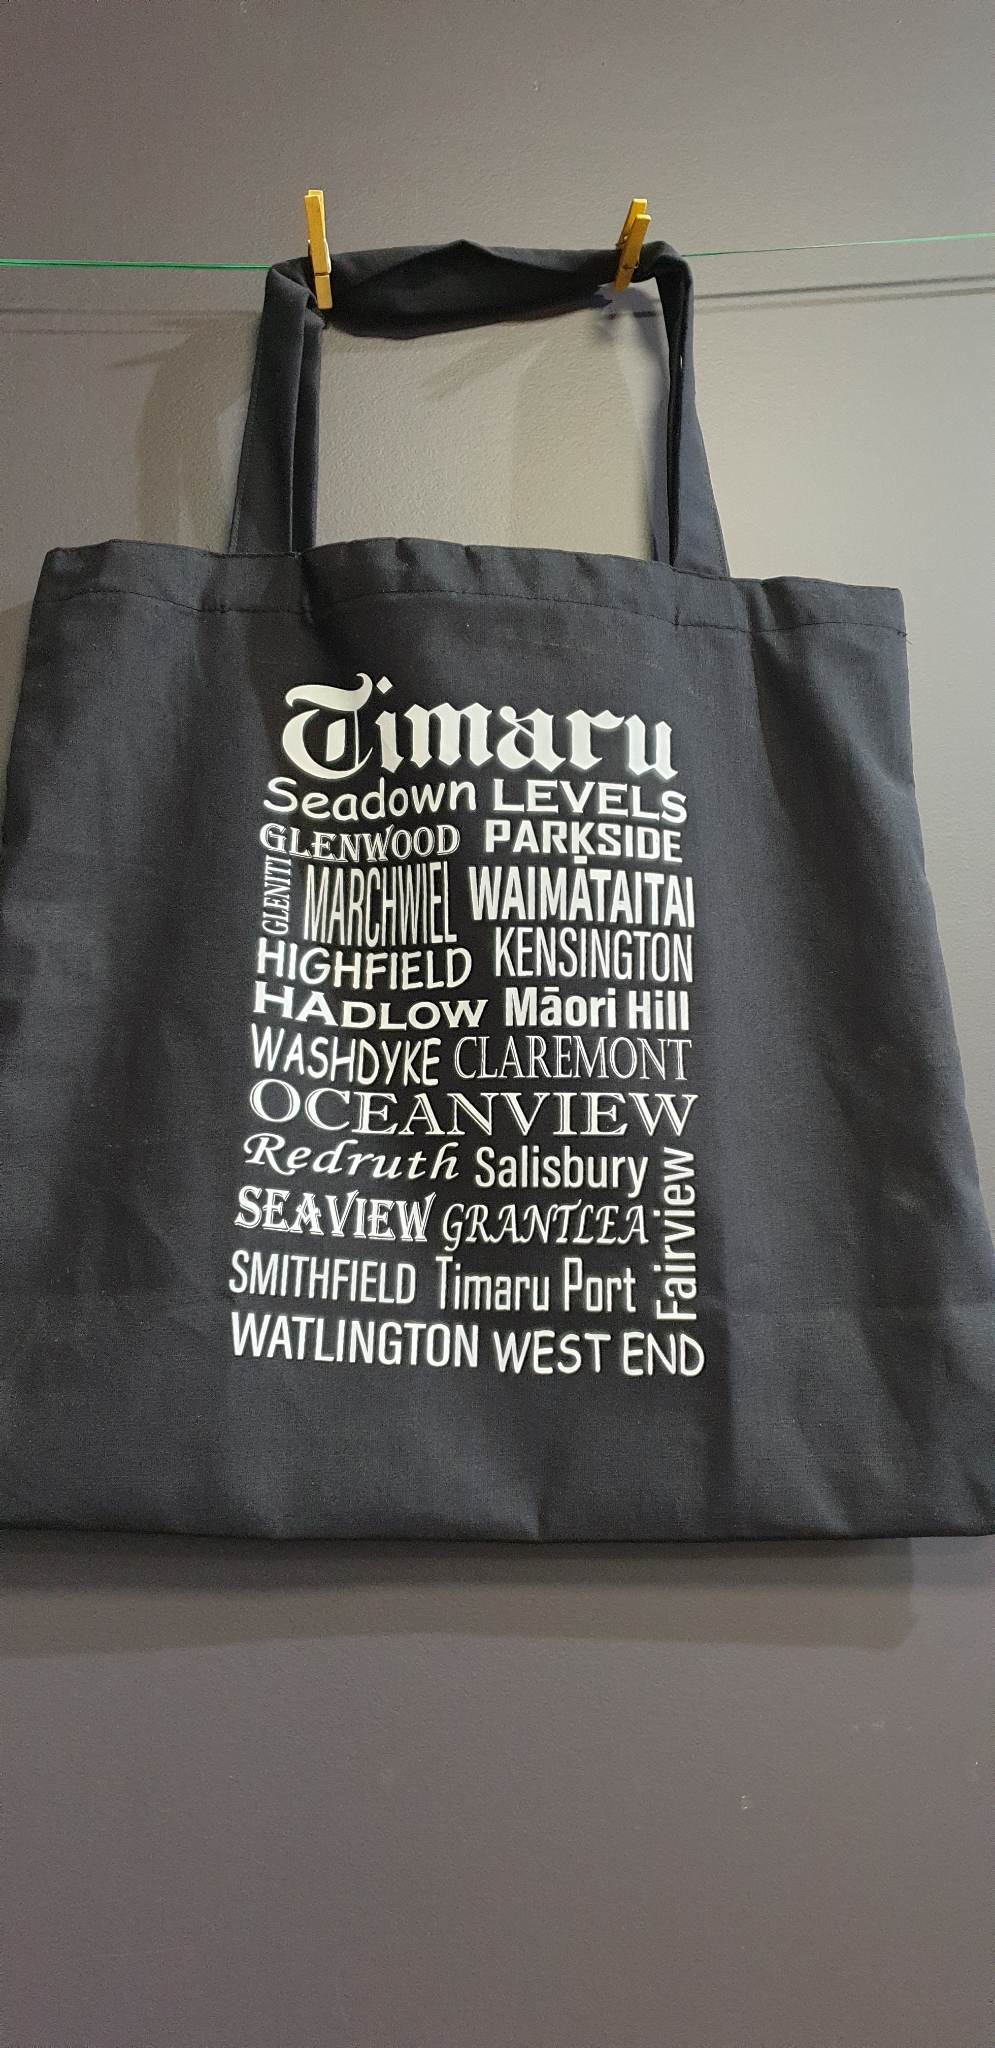 Timaru
Seadown LEVELS
GLENWOOD PARKSIDE
GLENITI MARCHWIEL WAIMĀTAITAI
HIGHFIELD KENSINGTON
HADLOW Māori Hill
WASHDYKE CLAREMONT
OCEANVIEW
Redruth Salisbury
SEAVIEW GRANTLEA Fairview
SMITHFIELD Timaru Port
WATLINGTON WEST END